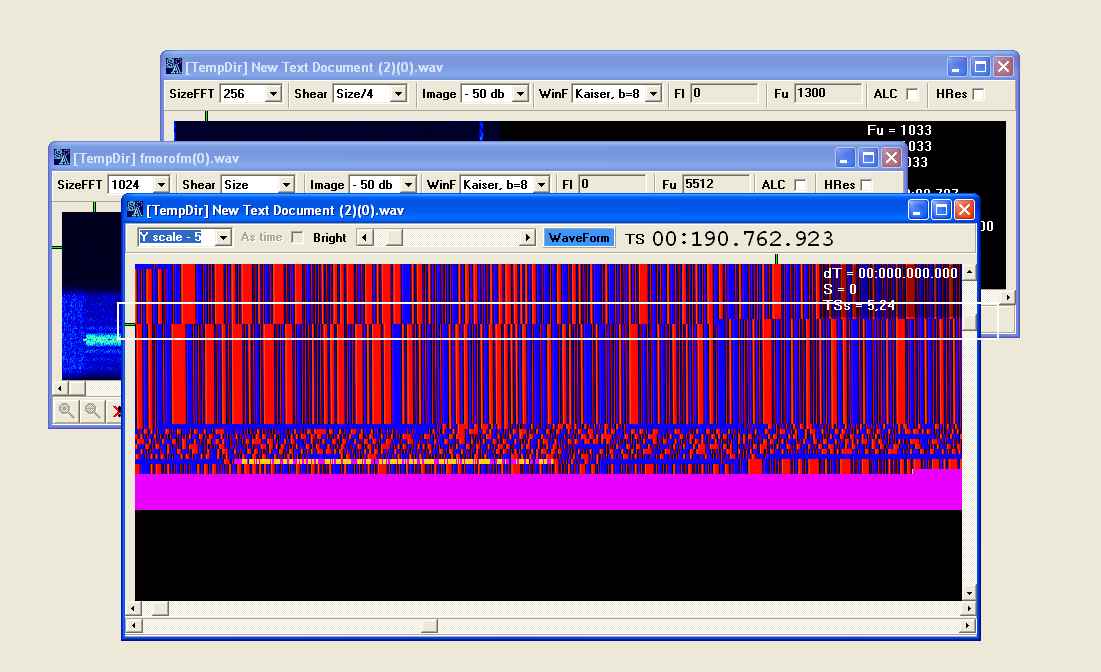 [TempDir] New Text Document (2)(0).wav
SizeFFT 256 Shear Size/4 Image - 50 db WinF Kaiser, b=8 Fl 0 Fu 1300 ALC HRes
Fu = 1033
033
033
[TempDir] fmorofm(0).wav
SizeFFT 1024 Shear Size Image - 50 db WinF Kaiser, b=8 Fl 0 Fu 5512 ALC HRes
00
[TempDir] New Text Document (2)(0).wav
Y scale - 5 As time Bright WaveForm TS 00:190.762.923
dT = 00:000.000.000
S = 0
TSs = 5,24